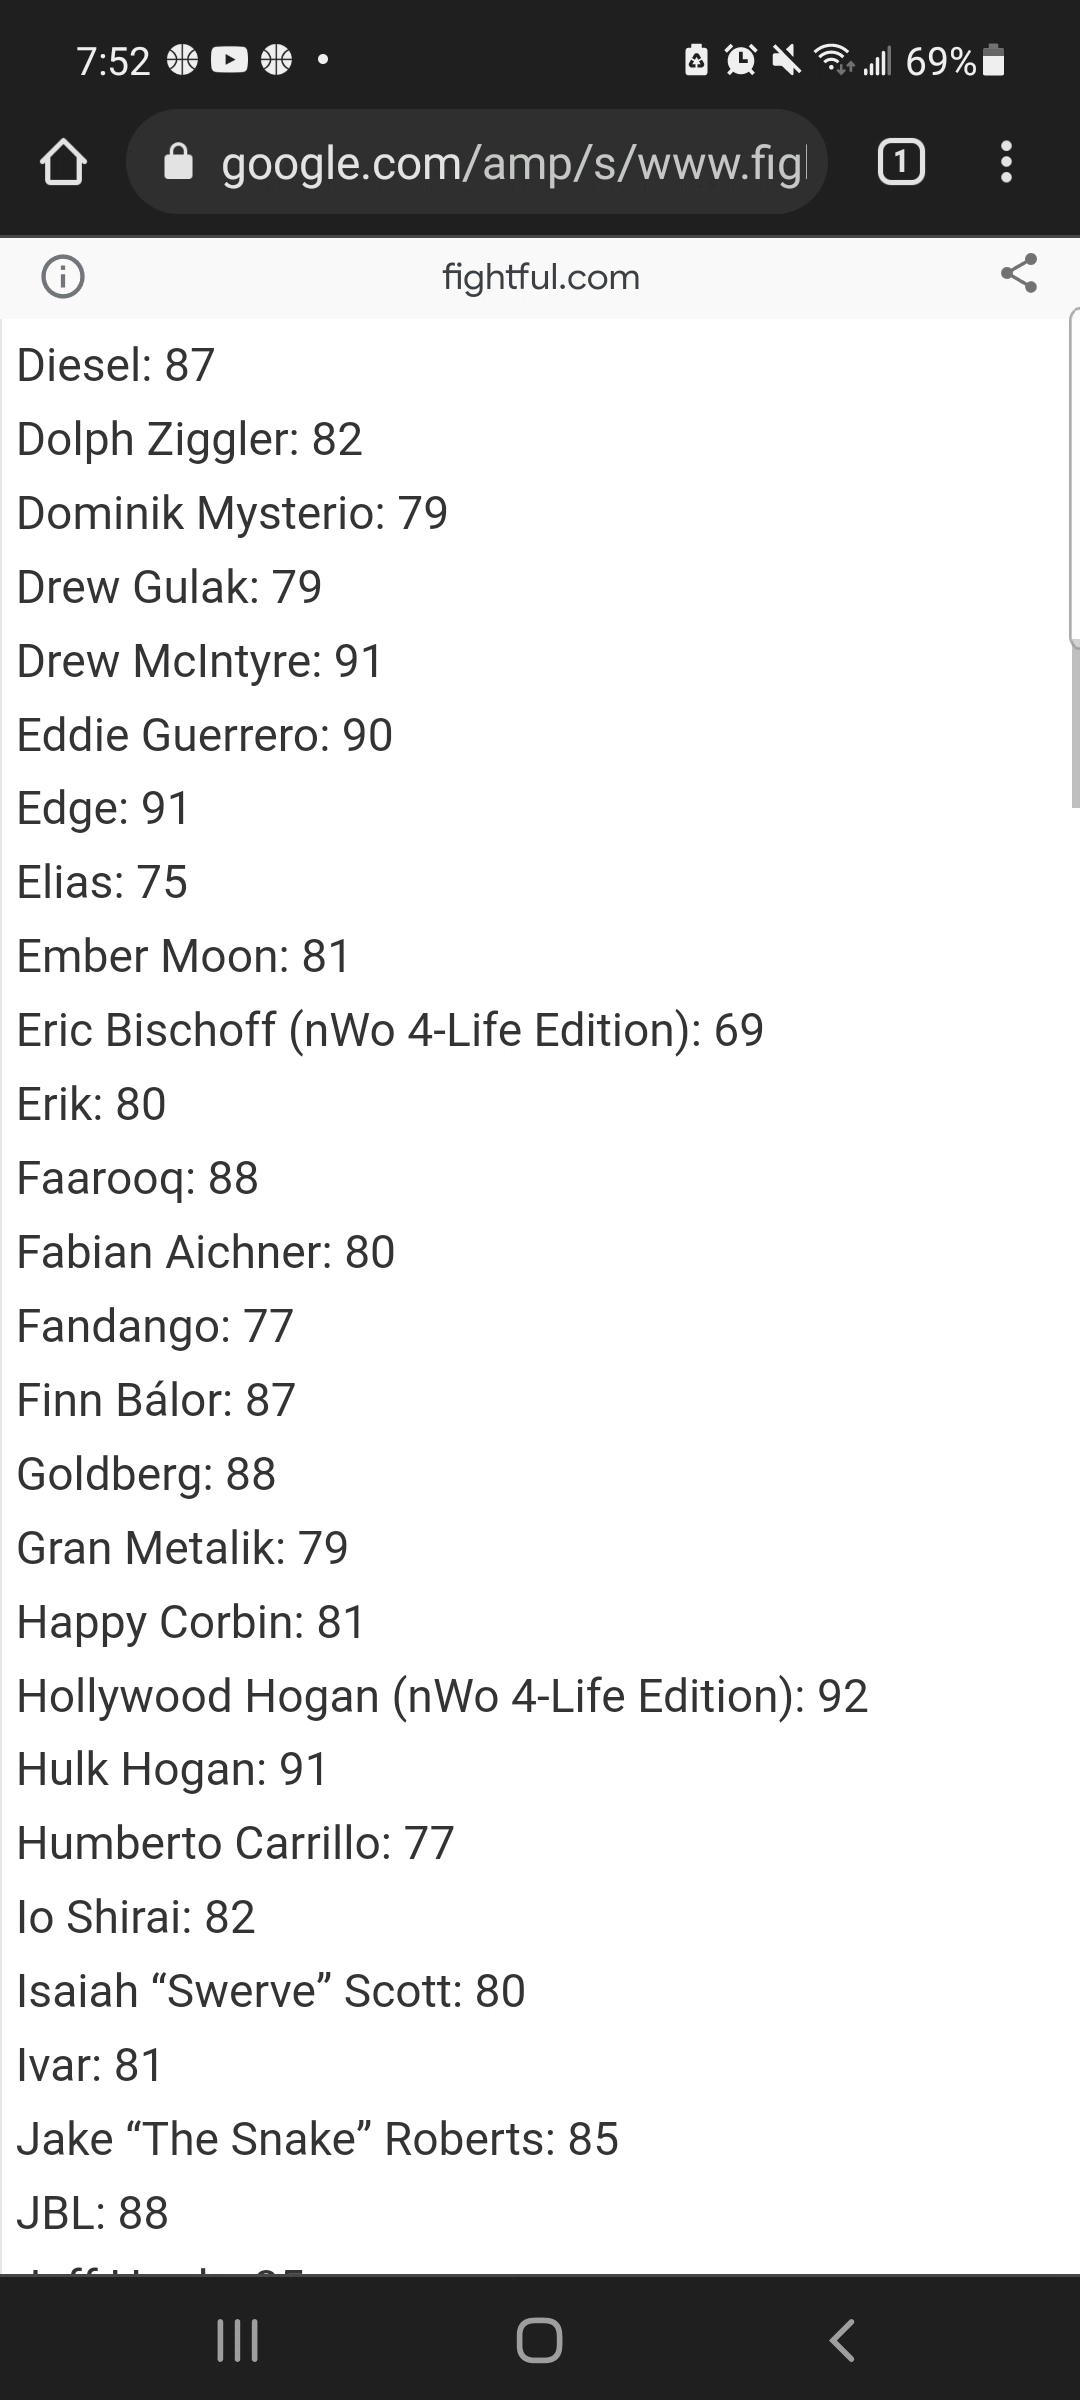 7:52
69%
google.com/amp/s/www.fig
1
fightful.com
Diesel: 87
Dolph Ziggler: 82
Dominik Mysterio: 79
Drew Gulak: 79
Drew McIntyre: 91
Eddie Guerrero: 90
Edge: 91
Elias: 75
Ember Moon: 81
Eric Bischoff (nWo 4-Life Edition): 69
Erik: 80
Faarooq: 88
Fabian Aichner: 80
Fandango: 77
Finn Bálor: 87
Goldberg: 88
Gran Metalik: 79
Happy Corbin: 81
Hollywood Hogan (nWo 4-Life Edition): 92
Hulk Hogan: 91
Humberto Carrillo: 77
Io Shirai: 82
Isaiah “Swerve” Scott: 80
Ivar: 81
Jake “The Snake” Roberts: 85
JBL: 88